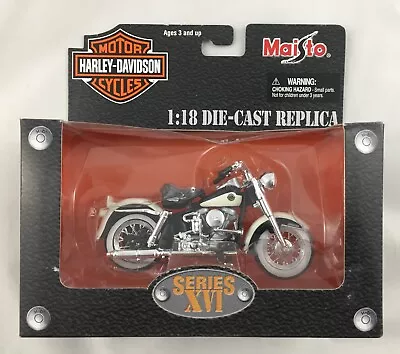 Ages 3 and up
MOTOR
HARLEY-DAVIDSON
CYCLES
Maisto
WARNING:
CHOKING HAZARD - Small parts.
Not for children under 3 years.
1:18 DIE-CAST REPLICA
SERIES
XVI